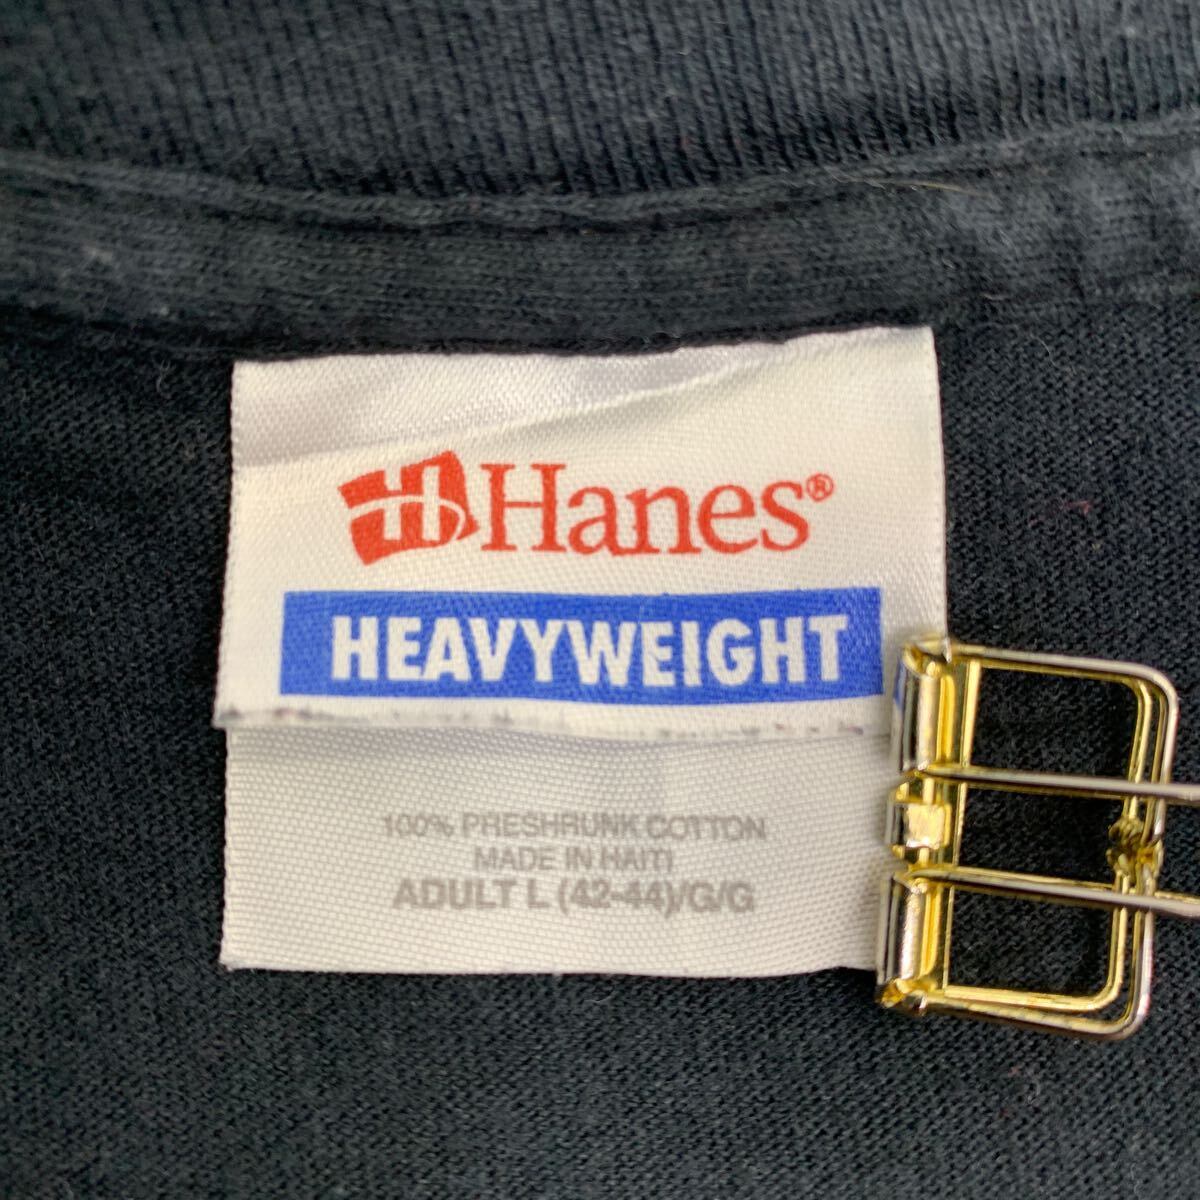 H Hanes®
HEAVYWEIGHT
100% PRESHRUNK COTTON
MADE IN HAITI
ADULT L (42-44)/G/G